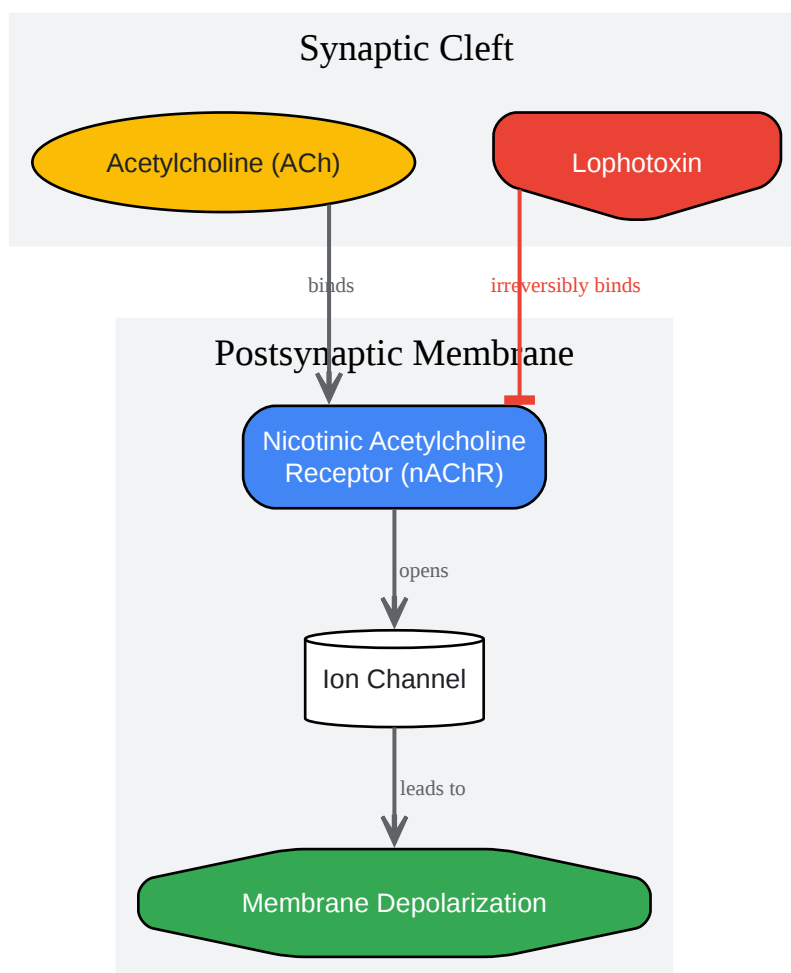 Synaptic Cleft
Acetylcholine (ACh)
Lophotoxin
binds
irreversibly binds
Postsynaptic Membrane
Nicotinic Acetylcholine
Receptor (nAChR)
opens
Ion Channel
leads to
Membrane Depolarization